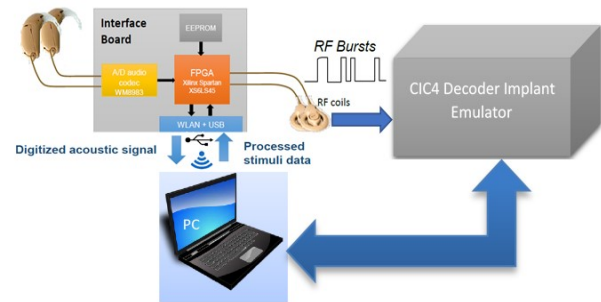 Interface
Board
EEPROM
A/D audio
codec
WM8983
FPGA
Xilinx Spartan
XS6LS45
WLAN + USB
RF Bursts
RF coils
CIC4 Decoder Implant
Emulator
Digitized acoustic signal
Processed
stimuli data
PC